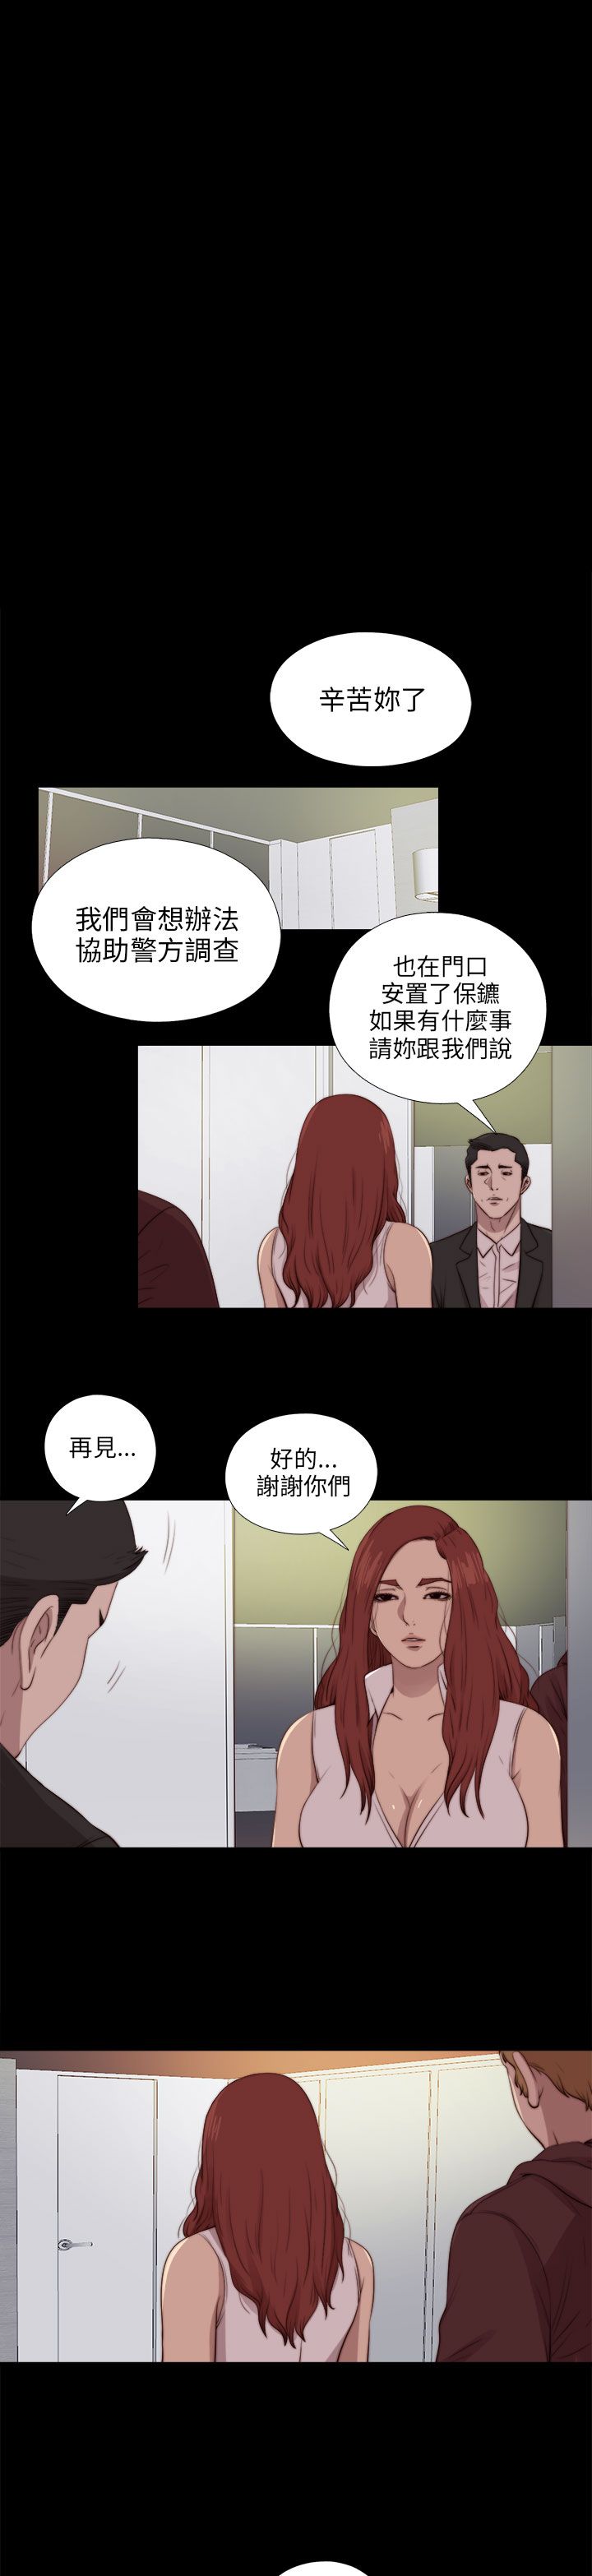 辛苦妳了
我們會想辦法
協助警方調查
也在門口
安置了保鑣
如果有什麼事
請妳跟我們說
再見...
好的...
謝謝你們